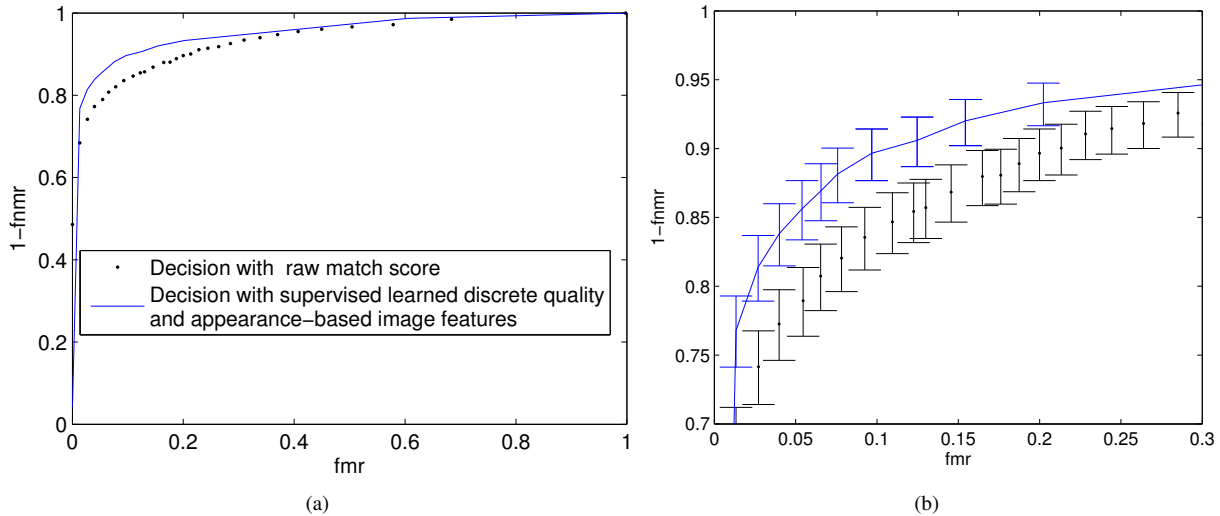 1
0.8
0.6
0.4
0.2
0
0 0.2 0.4 0.6 0.8 1
1-fnmr
fmr
Decision with raw match score
Decision with supervised learned discrete quality
and appearance-based image features
(a)
1
0.95
0.9
0.85
0.8
0.75
0.7
0 0.05 0.1 0.15 0.2 0.25 0.3
1-fnmr
fmr
(b)